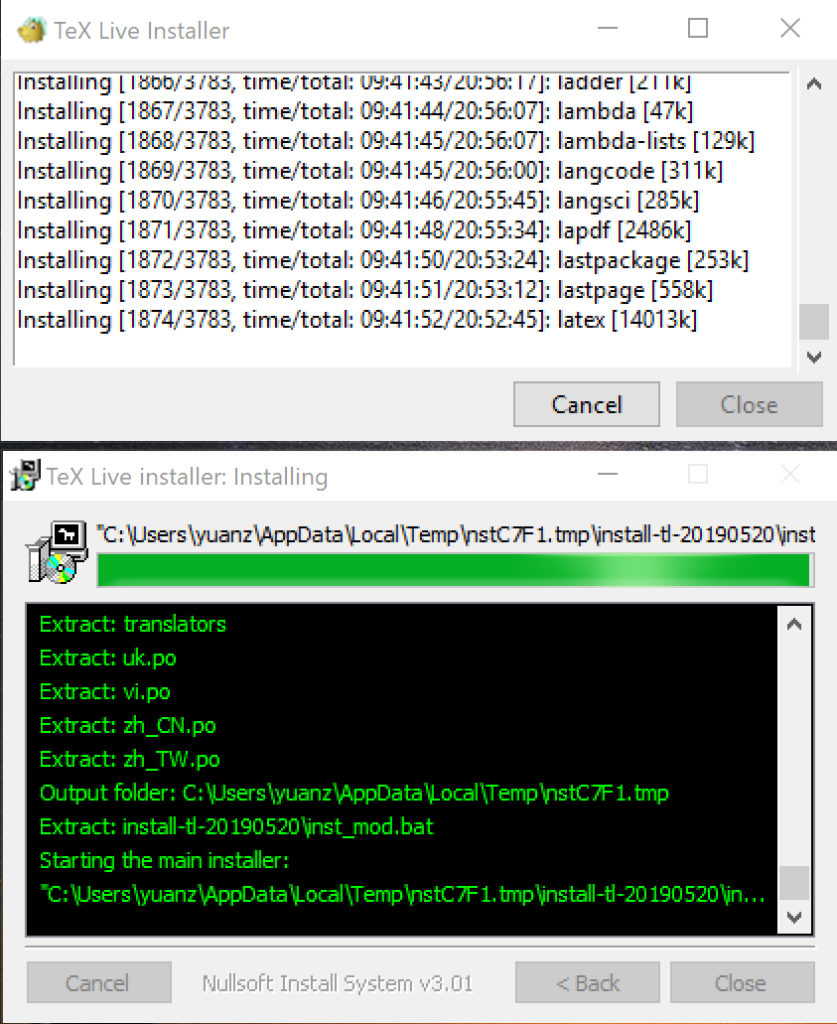 TeX Live Installer
Installing [1866/3783, time/total: 09:41:43/20:56:17]: ladder [211k]
Installing [1867/3783, time/total: 09:41:44/20:56:07]: lambda [47k]
Installing [1868/3783, time/total: 09:41:45/20:56:07]: lambda-lists [129k]
Installing [1869/3783, time/total: 09:41:45/20:56:00]: langcode [311k]
Installing [1870/3783, time/total: 09:41:46/20:55:45]: langsci [285k]
Installing [1871/3783, time/total: 09:41:48/20:55:34]: lapdf [2486k]
Installing [1872/3783, time/total: 09:41:50/20:53:24]: lastpackage [253k]
Installing [1873/3783, time/total: 09:41:51/20:53:12]: lastpage [558k]
Installing [1874/3783, time/total: 09:41:52/20:52:45]: latex [14013k]
Cancel Close
TeX Live installer: Installing
"C:\Users\yuanz\AppData\Local\Temp\nstC7F1.tmp\install-tl-20190520\inst
Extract: translators
Extract: uk.po
Extract: vi.po
Extract: zh_CN.po
Extract: zh_TW.po
Output folder: C:\Users\yuanz\AppData\Local\Temp\nstC7F1.tmp
Extract: install-tl-20190520\inst_mod.bat
Starting the main installer:
"C:\Users\yuanz\AppData\Local\Temp\nstC7F1.tmp\install-tl-20190520\in...
Cancel Nullsoft Install System v3.01 < Back Close